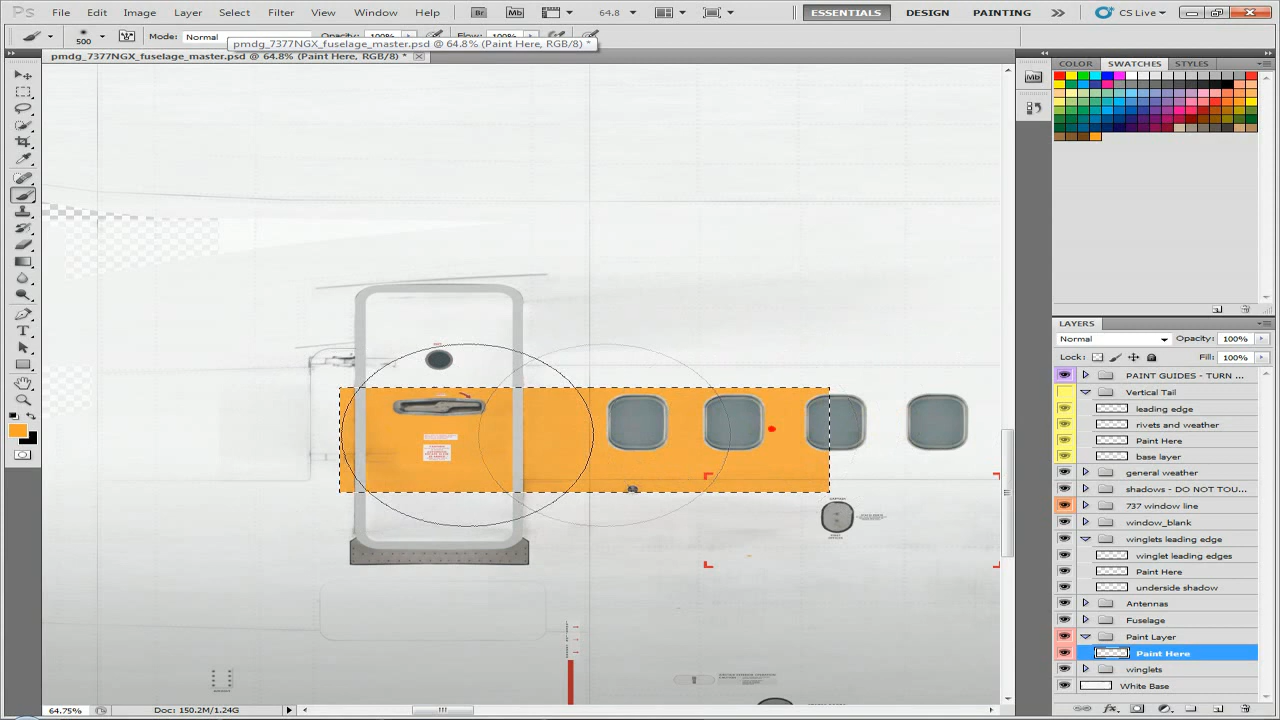 Ps File Edit Image Layer Select Filter View Window Help Br Mb 64.8 ESSENTIALS DESIGN PAINTING CS Live
500 Mode: Normal Opacity: 100% Flow: 100%
pmdg_7377NGX_fuselage_master.psd @ 64.8% (Paint Here, RGB/8) *
pmdg_7377NGX_fuselage_master.psd @ 64.8% (Paint Here, RGB/8) *
COLOR SWATCHES STYLES
Mb
LAYERS
Normal Opacity: 100%
Lock: Fill: 100%
PAINT GUIDES - TURN ...
Vertical Tail
leading edge
rivets and weather
Paint Here
base layer
general weather
shadows - DO NOT TOU...
737 window line
window_blank
winglets leading edge
winglet leading edges
Paint Here
underside shadow
Antennas
Fuselage
Paint Layer
Paint Here
winglets
White Base
64.75% Doc: 150.2M/1.24G